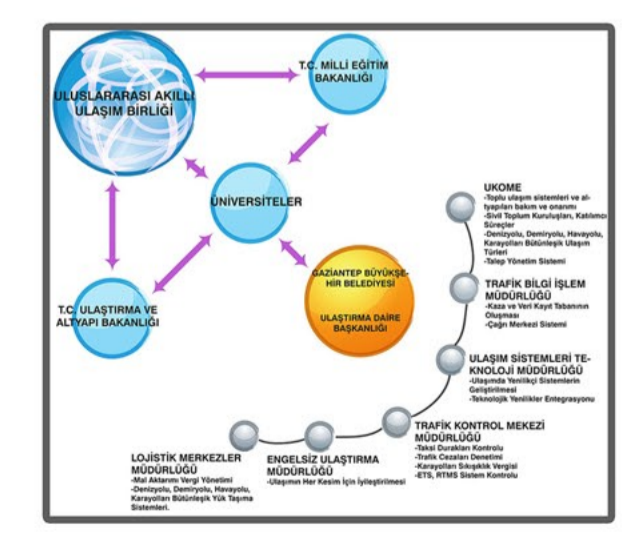 ULUSLARARASI AKILLI
ULAŞIM BİRLİĞİ
T.C. MİLLİ EĞİTİM
BAKANLIĞI
ÜNİVERSİTELER
T.C. ULAŞTIRMA VE
ALTYAPI BAKANLIĞI
GAZİANTEP BÜYÜKŞE-
HİR BELEDİYESİ
ULAŞTIRMA DAİRE
BAŞKANLIĞI
UKOME
-Toplu ulaşım sistemleri ve al-
tyapıları bakım ve onarımı
-Sivil Toplum Kuruluşları, Katılımcı
Süreçler
-Denizyolu, Demiryolu, Havayolu,
Karayolları Bütünleşik Ulaşım
Türleri
-Talep Yönetim Sistemi
TRAFİK BİLGİ İŞLEM
MÜDÜRLÜĞÜ
-Kaza ve Veri Kayıt Tabanının
Oluşması
-Çağrı Merkezi Sistemi
ULAŞIM SİSTEMLERİ TE-
KNOLOJİ MÜDÜRLÜĞÜ
-Ulaşımda Yenilikçi Sistemlerin
Geliştirilmesi
-Teknolojik Yenilikler Entegrasyonu
TRAFİK KONTROL MEKEZİ
MÜDÜRLÜĞÜ
-Taksi Durakları Kontrolu
-Trafik Cezaları Denetimi
-Karayolları Sıkışıklık Vergisi
-ETS, RTMS Sistem Kontrolu
ENGELSİZ ULAŞTIRMA
MÜDÜRLÜĞÜ
-Ulaşımın Her Kesim İçin İyileştirilmesi
LOJİSTİK MERKEZLER
MÜDÜRLÜĞÜ
-Mal Aktarımı Vergi Yönetimi
-Denizyolu, Demiryolu, Havayolu,
Karayolları Bütünleşik Yük Taşıma
Sistemleri.